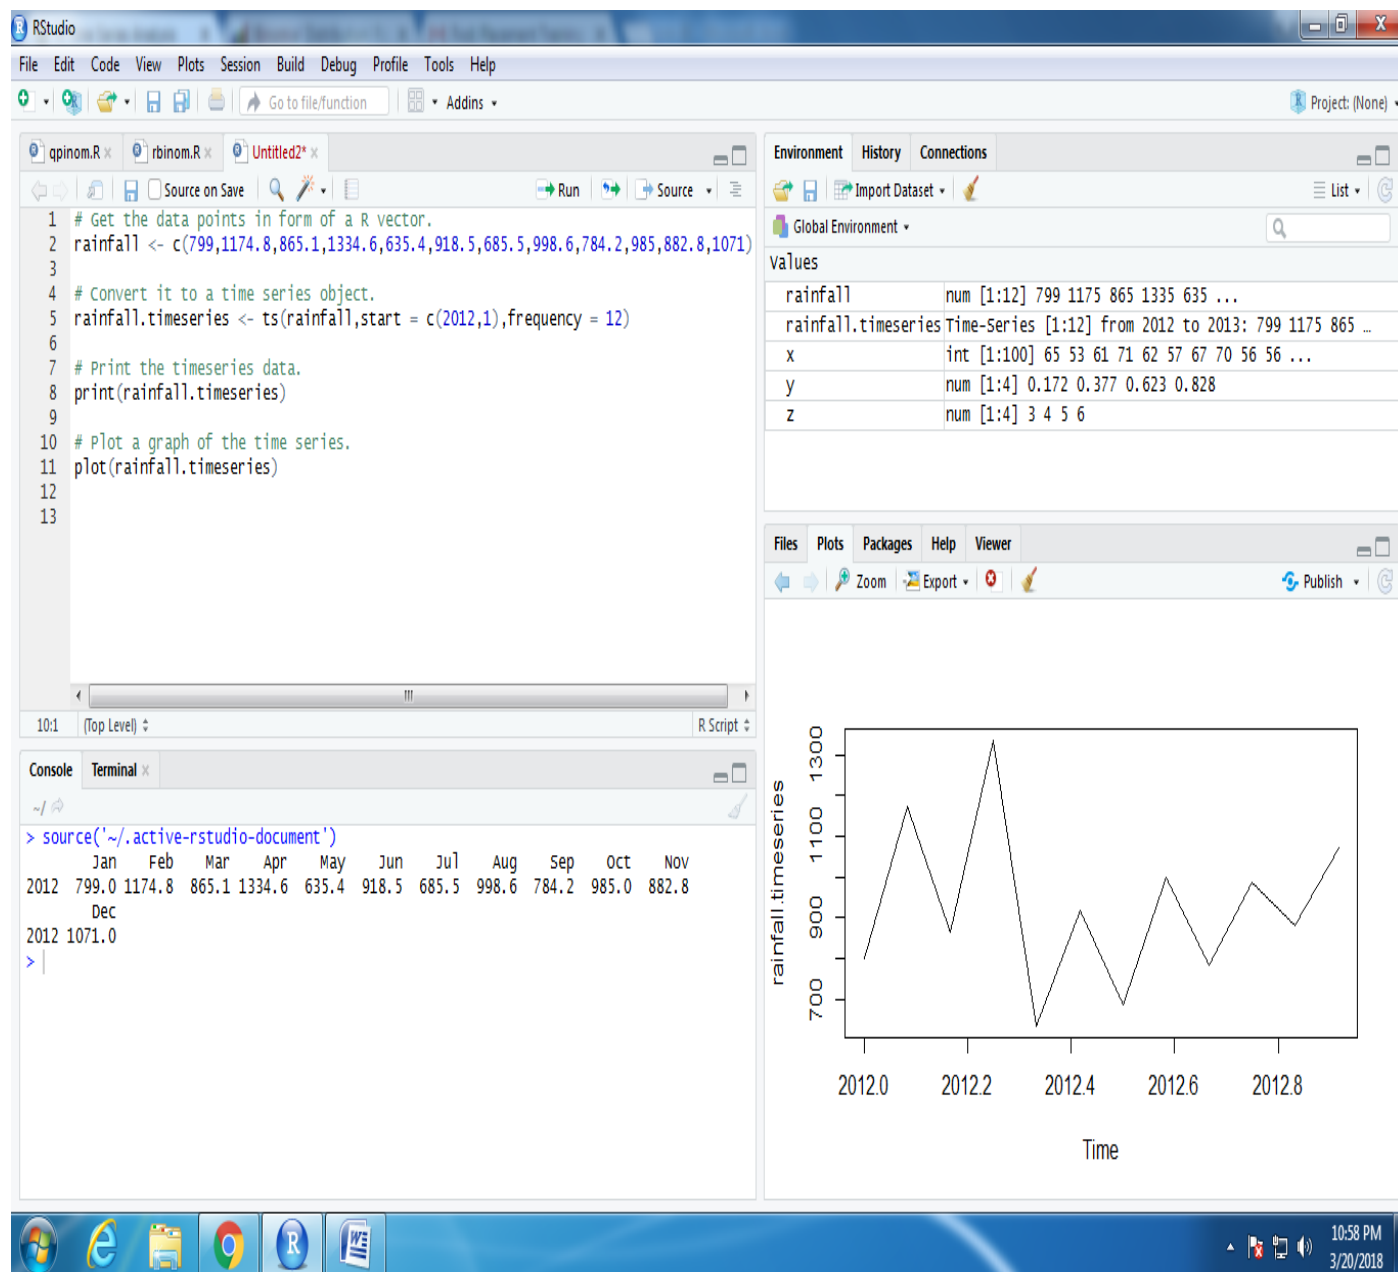 RStudio
File Edit Code View Plots Session Build Debug Profile Tools Help
Go to file/function Addins
Project: (None)
qpinom.R rbinom.R Untitled2*
Source on Save Run Source
1 # Get the data points in form of a R vector.
2 rainfall <- c(799,1174.8,865.1,1334.6,635.4,918.5,685.5,998.6,784.2,985,882.8,1071)
3
4 # Convert it to a time series object.
5 rainfall.timeseries <- ts(rainfall,start = c(2012,1),frequency = 12)
6
7 # Print the timeseries data.
8 print(rainfall.timeseries)
9
10 # Plot a graph of the time series.
11 plot(rainfall.timeseries)
12
13
10:1 (Top Level) R Script
Console Terminal
~/
> source('~/.active-rstudio-document')
Jan Feb Mar Apr May Jun Jul Aug Sep Oct Nov
2012 799.0 1174.8 865.1 1334.6 635.4 918.5 685.5 998.6 784.2 985.0 882.8
Dec
2012 1071.0
>
Environment History Connections
Import Dataset List
Global Environment
Values
rainfall num [1:12] 799 1175 865 1335 635 ...
rainfall.timeseries Time-Series [1:12] from 2012 to 2013: 799 1175 865 …
x int [1:100] 65 53 61 71 62 57 67 70 56 56 ...
y num [1:4] 0.172 0.377 0.623 0.828
z num [1:4] 3 4 5 6
Files Plots Packages Help Viewer
Zoom Export Publish
rainfall.timeseries
1300
1100
900
700
2012.0 2012.2 2012.4 2012.6 2012.8
Time
R W
10:58 PM
3/20/2018